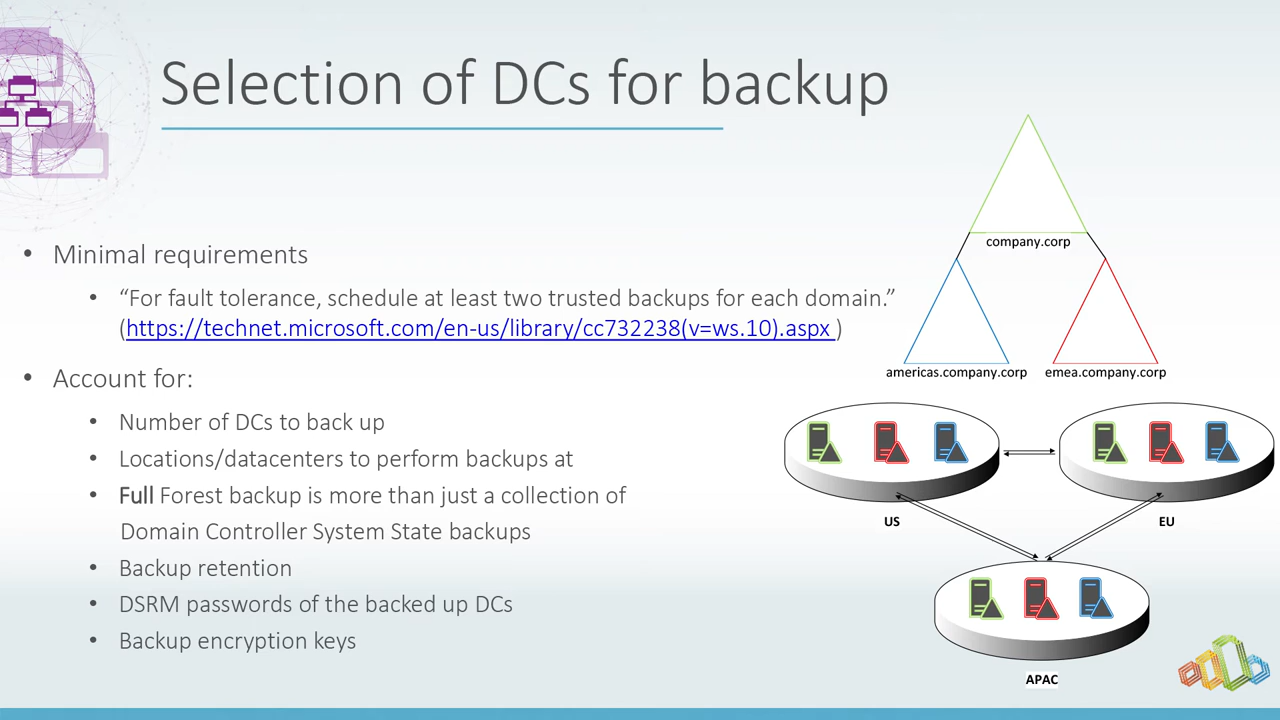 Selection of DCs for backup
• Minimal requirements
• “For fault tolerance, schedule at least two trusted backups for each domain.”
(https://technet.microsoft.com/en-us/library/cc732238(v=ws.10).aspx )
• Account for:
• Number of DCs to back up
• Locations/datacenters to perform backups at
• Full Forest backup is more than just a collection of
Domain Controller System State backups
• Backup retention
• DSRM passwords of the backed up DCs
• Backup encryption keys
company.corp
americas.company.corp
emea.company.corp
US
EU
APAC